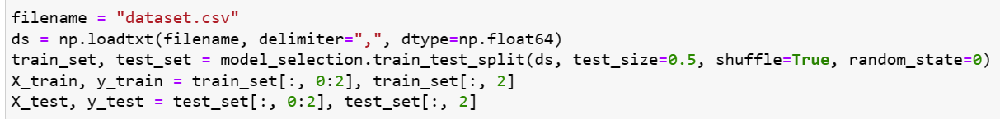 filename = "dataset.csv"
ds = np.loadtxt(filename, delimiter=",", dtype=np.float64)
train_set, test_set = model_selection.train_test_split(ds, test_size=0.5, shuffle=True, random_state=0)
X_train, y_train = train_set[:, 0:2], train_set[:, 2]
X_test, y_test = test_set[:, 0:2], test_set[:, 2]